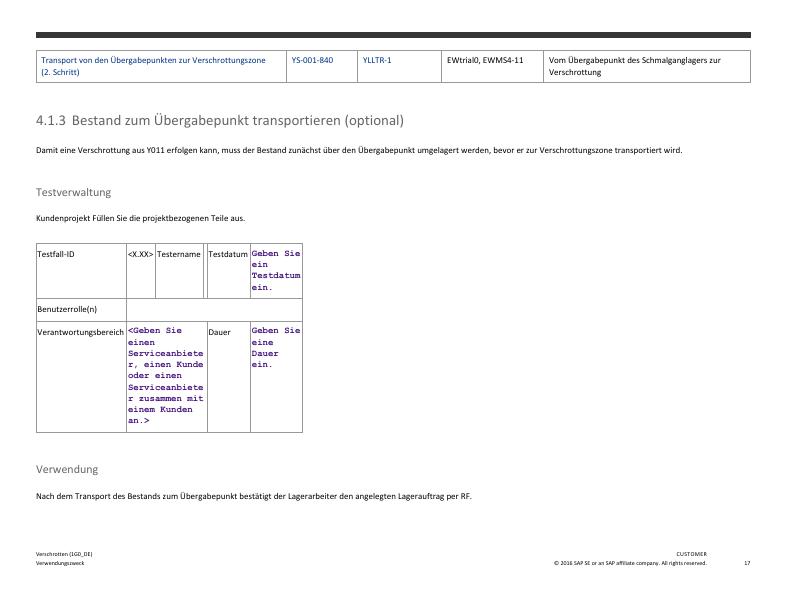 Transport von den Übergabepunkten zur Verschrottungszone
(2. Schritt)
YS-001-840
YLLTR-1
EWtrial0, EWMS4-11
Vom Übergabepunkt des Schmalganglagers zur
Verschrottung
4.1.3 Bestand zum Übergabepunkt transportieren (optional)
Damit eine Verschrottung aus Y011 erfolgen kann, muss der Bestand zunächst über den Übergabepunkt umgelagert werden, bevor er zur Verschrottungszone transportiert wird.
Testverwaltung
Kundenprojekt Füllen Sie die projektbezogenen Teile aus.
Testfall-ID
<X.XX>
Testername
Testdatum
Geben Sie
ein
Testdatum
ein.
Benutzerrolle(n)
Verantwortungsbereich
<Geben Sie
einen
Serviceanbiete
r, einen Kunde
oder einen
Serviceanbiete
r zusammen mit
einem Kunden
an.>
Dauer
Geben Sie
eine
Dauer
ein.
Verwendung
Nach dem Transport des Bestands zum Übergabepunkt bestätigt der Lagerarbeiter den angelegten Lagerauftrag per RF.
Verschrotten (1G0_DE)
Verwendungszweck
CUSTOMER
© 2016 SAP SE or an SAP affiliate company. All rights reserved.
17